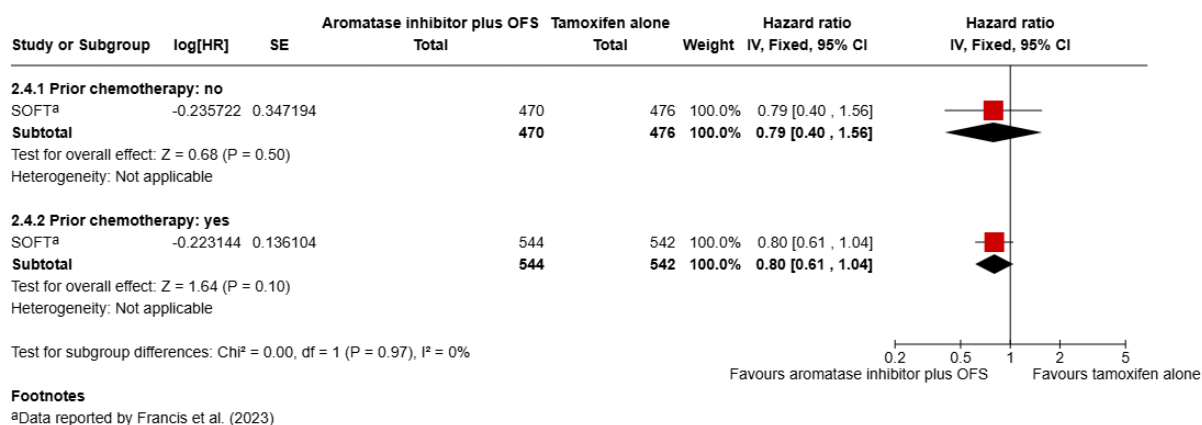 Aromatase inhibitor plus OFS Tamoxifen alone Hazard ratio Hazard ratio
Study or Subgroup log[HR] SE Total Total Weight IV, Fixed, 95% CI IV, Fixed, 95% CI
2.4.1 Prior chemotherapy: no
SOFTa -0.235722 0.347194 470 476 100.0% 0.79 [0.40 , 1.56]
Subtotal 470 476 100.0% 0.79 [0.40 , 1.56]
Test for overall effect: Z = 0.68 (P = 0.50)
Heterogeneity: Not applicable
2.4.2 Prior chemotherapy: yes
SOFTa -0.223144 0.136104 544 542 100.0% 0.80 [0.61 , 1.04]
Subtotal 544 542 100.0% 0.80 [0.61 , 1.04]
Test for overall effect: Z = 1.64 (P = 0.10)
Heterogeneity: Not applicable
Test for subgroup differences: Chi² = 0.00, df = 1 (P = 0.97), I² = 0%
0.2 0.5 1 2 5
Favours aromatase inhibitor plus OFS Favours tamoxifen alone
Footnotes
aData reported by Francis et al. (2023)